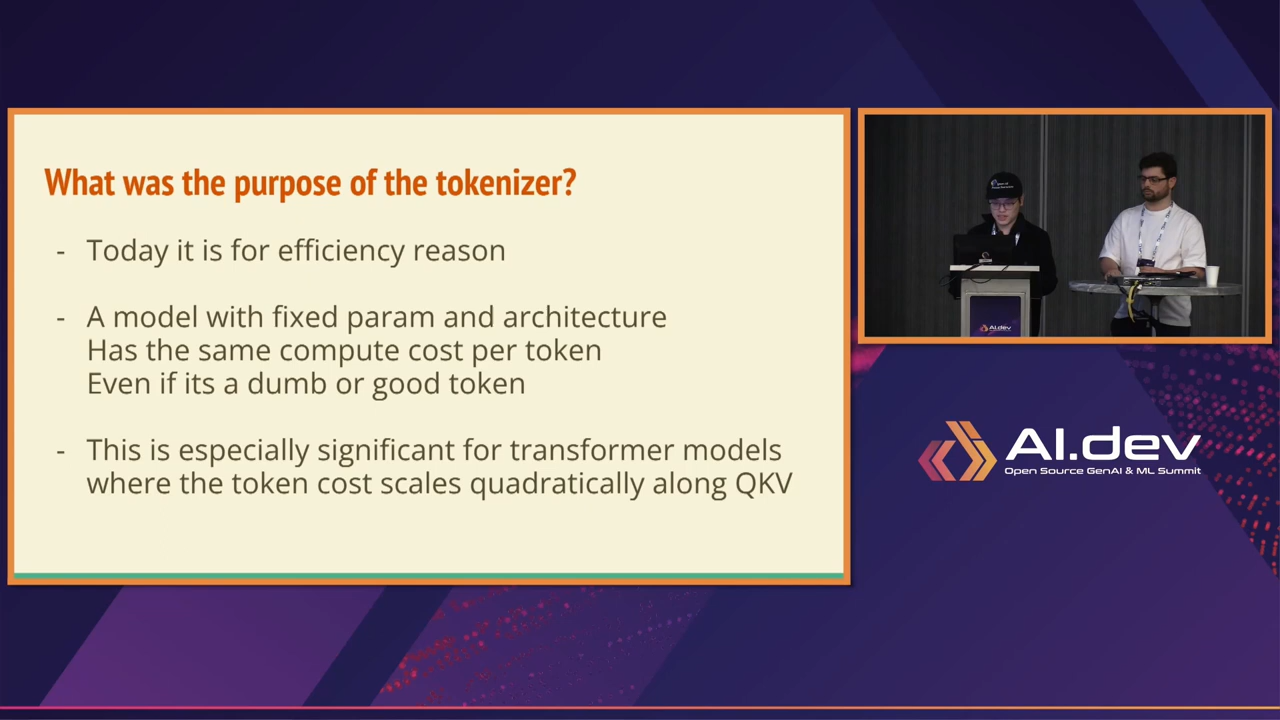 What was the purpose of the tokenizer?
- Today it is for efficiency reason
- A model with fixed param and architecture
Has the same compute cost per token
Even if its a dumb or good token
- This is especially significant for transformer models
where the token cost scales quadratically along QKV
AI.dev
AI.dev
Open Source GenAI & ML Summit